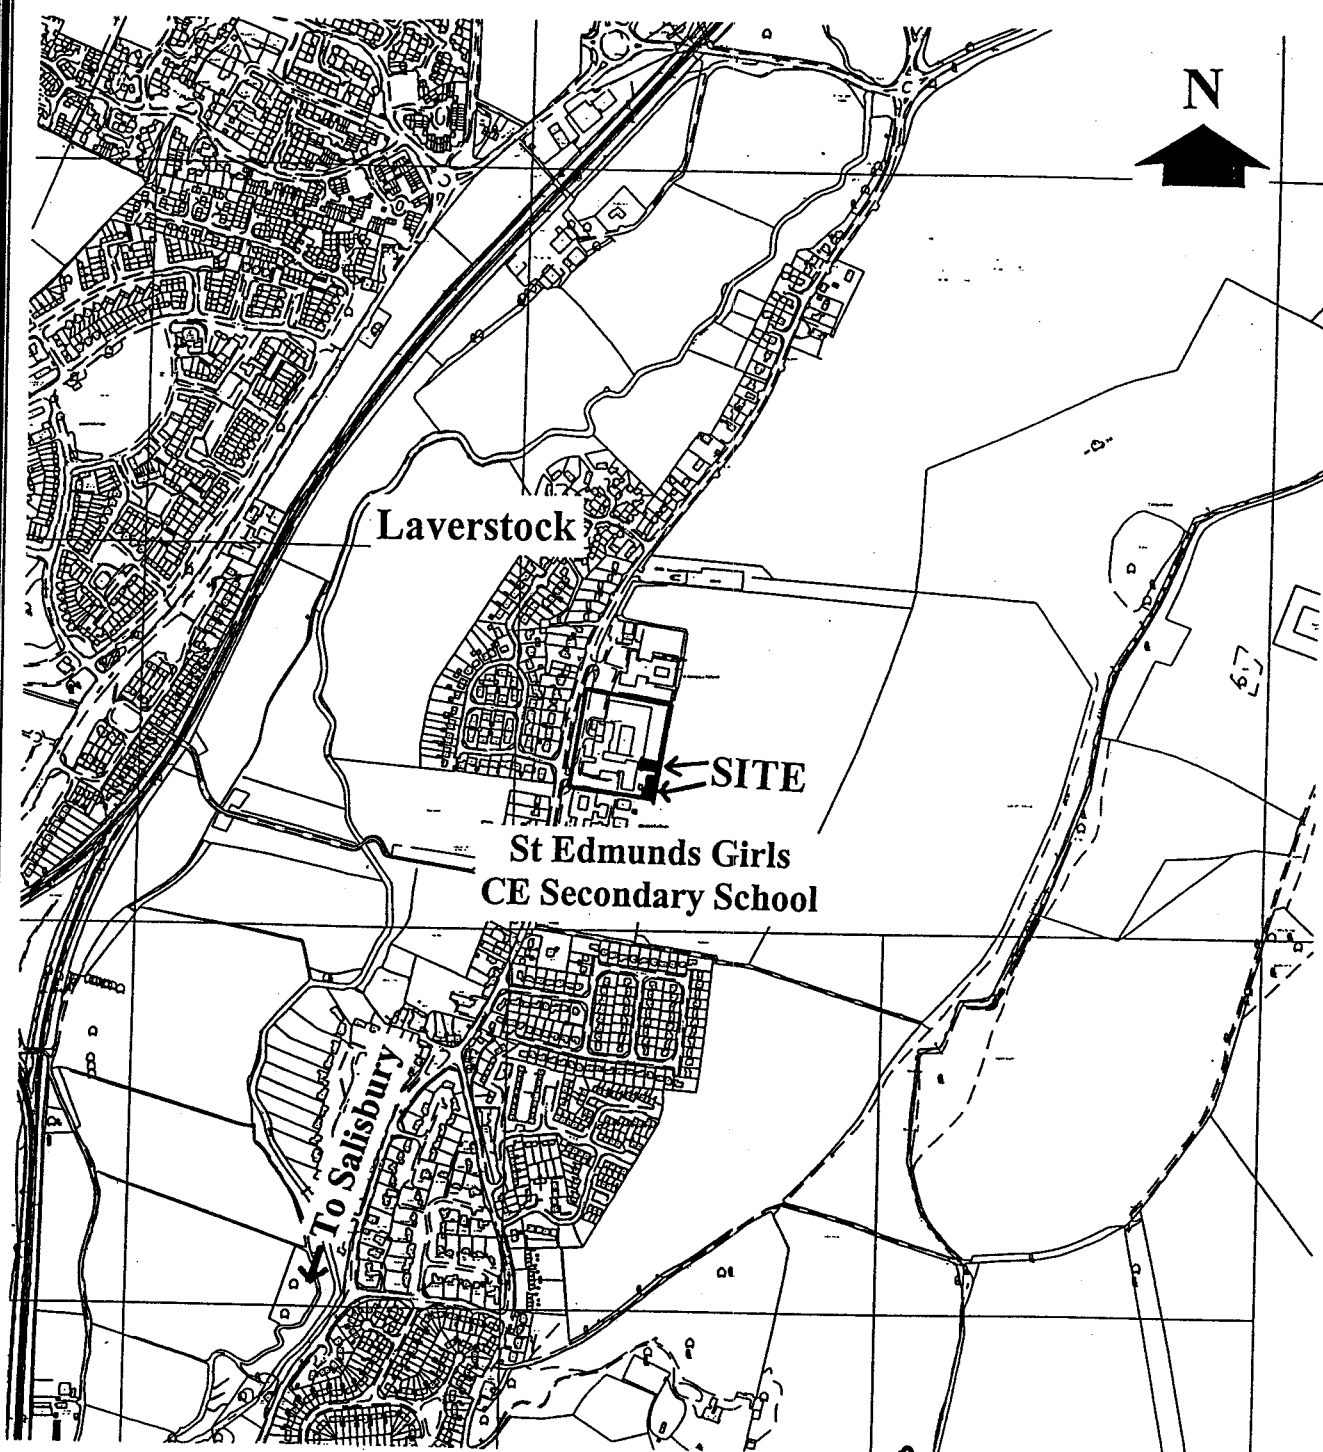 N
Laverstock
SITE
St Edmunds Girls
CE Secondary School
To Salisbury